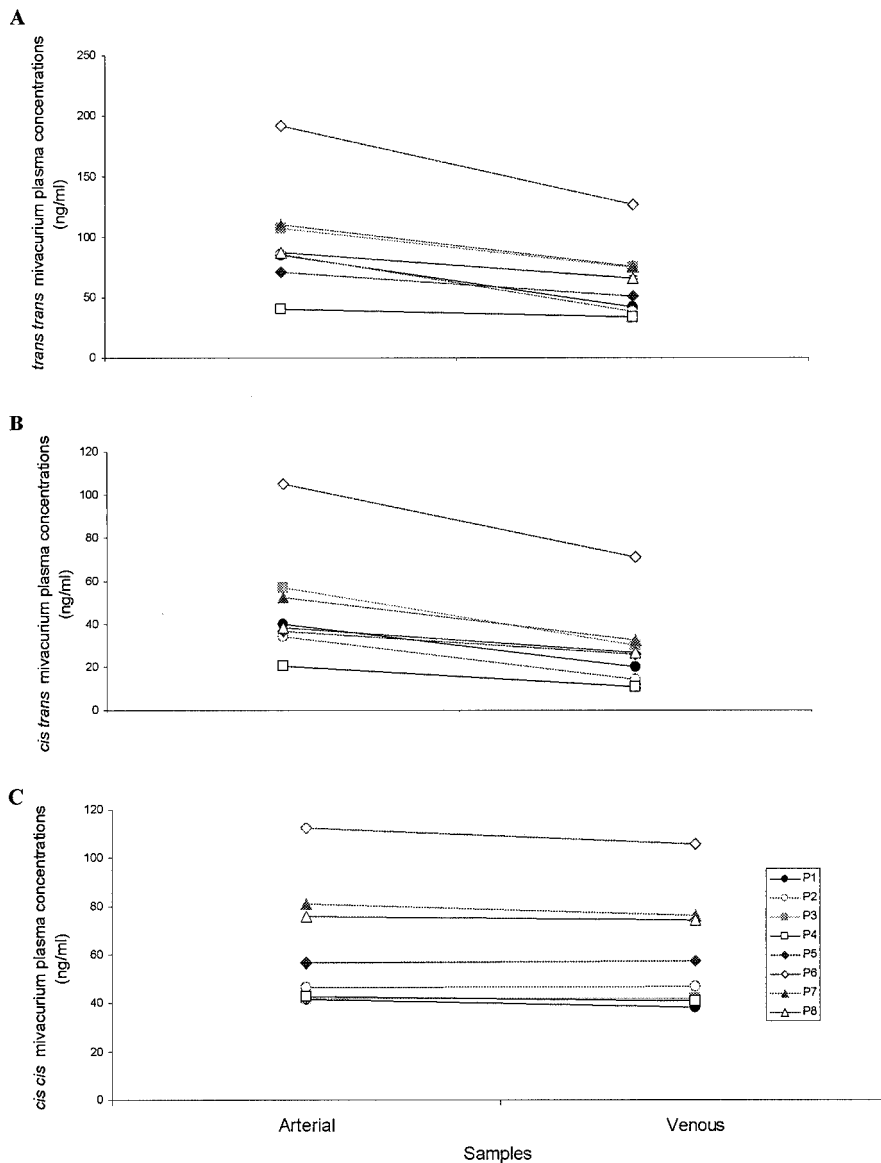 A
trans trans mivacurium plasma concentrations
(ng/ml)
250
200
150
100
50
0
B
cis trans mivacurium plasma concentrations
(ng/ml)
120
100
80
60
40
20
0
C
cis cis mivacurium plasma concentrations
(ng/ml)
120
100
80
60
40
20
0
P1
P2
P3
P4
P5
P6
P7
P8
Arterial Venous
Samples